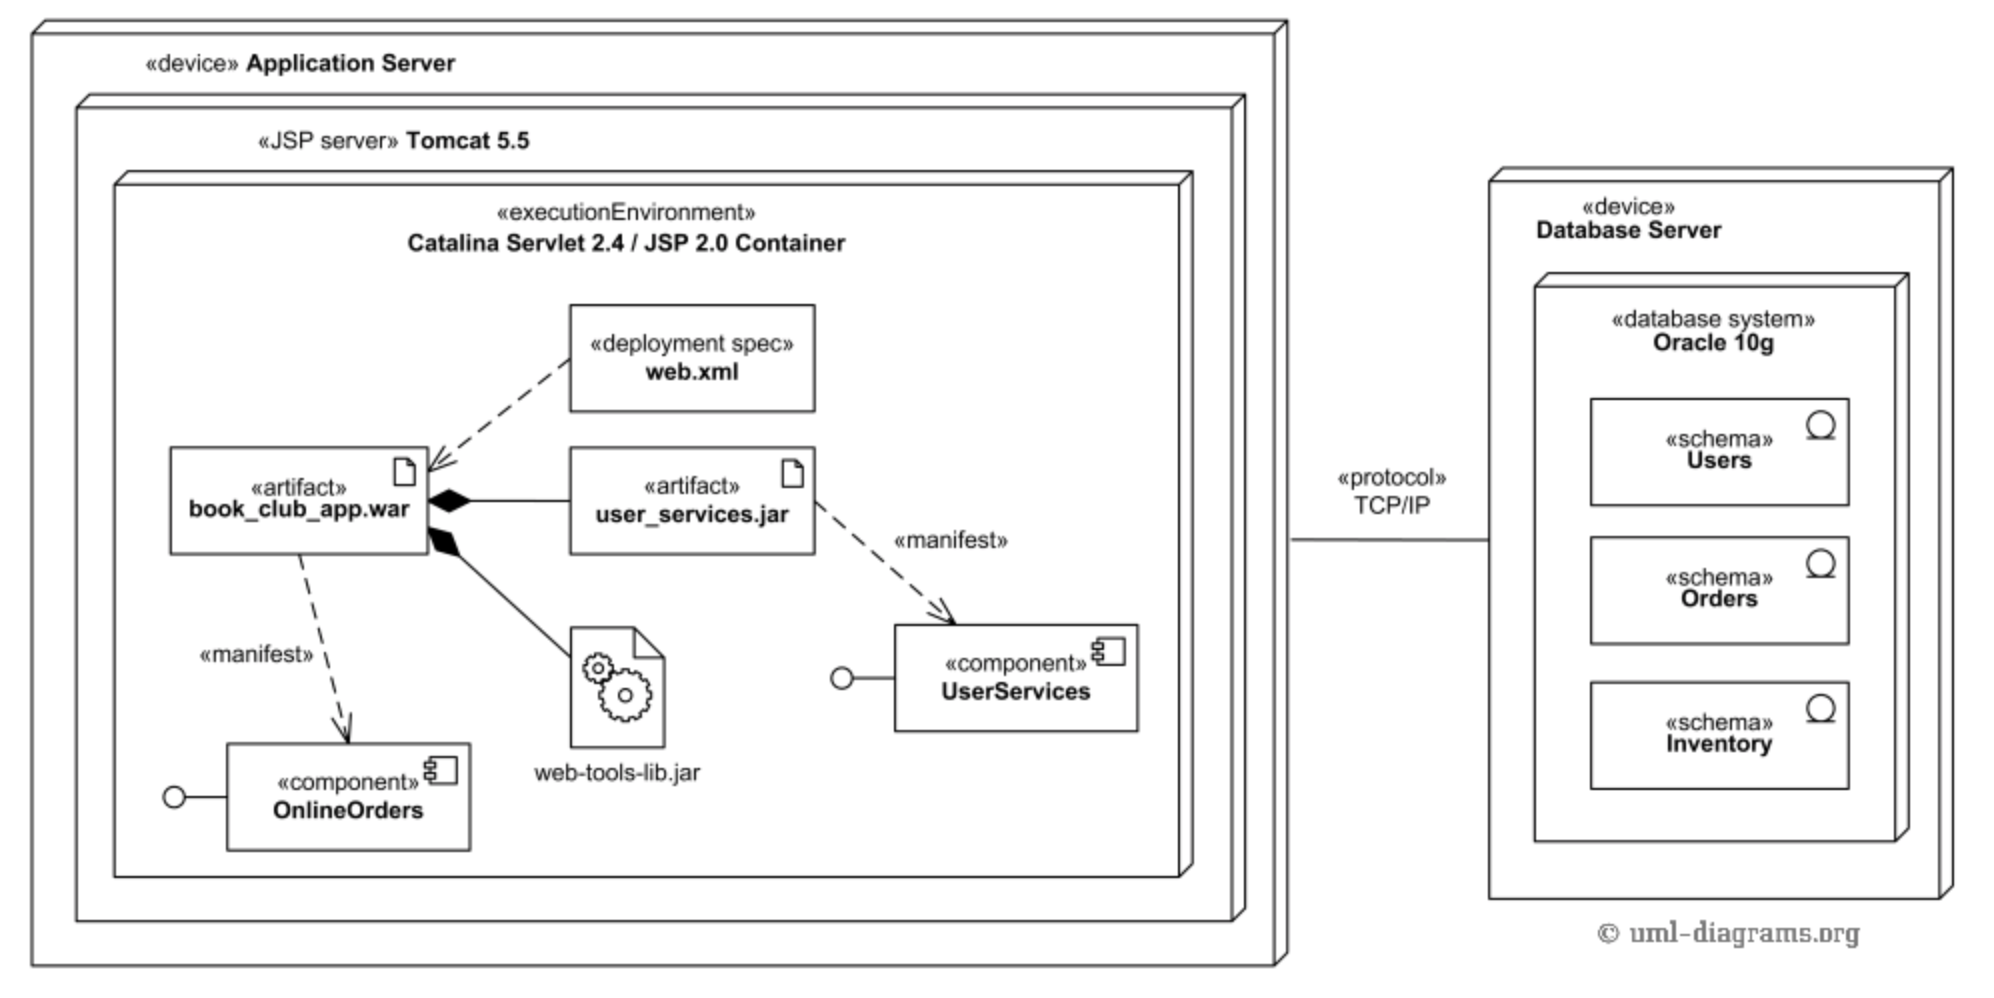 «device» Application Server
«JSP server» Tomcat 5.5
«executionEnvironment»
Catalina Servlet 2.4 / JSP 2.0 Container
«deployment spec»
web.xml
«artifact»
book_club_app.war
«artifact»
user_services.jar
«manifest»
«manifest»
«component»
UserServices
web-tools-lib.jar
«component»
OnlineOrders
«protocol»
TCP/IP
«device»
Database Server
«database system»
Oracle 10g
«schema»
Users
«schema»
Orders
«schema»
Inventory
© uml-diagrams.org